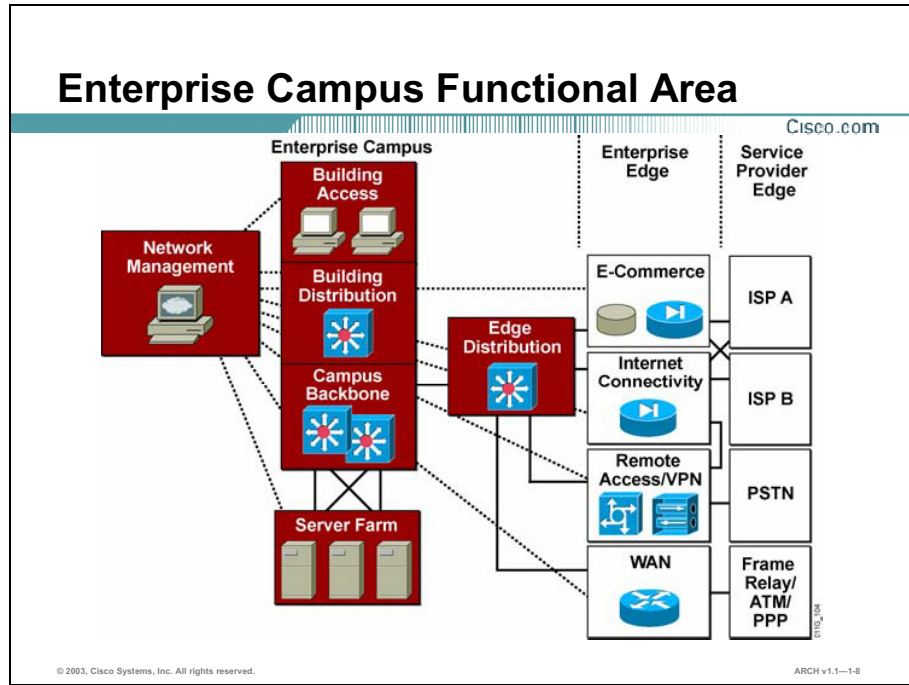 Enterprise Campus Functional Area
Cisco.com
Enterprise Campus
Enterprise
Edge
Service
Provider
Edge
Building
Access
Network
Management
Building
Distribution
Campus
Backbone
Server Farm
Edge
Distribution
E-Commerce
Internet
Connectivity
Remote
Access/VPN
WAN
ISP A
ISP B
PSTN
Frame
Relay/
ATM/
PPP
011G_104
© 2003, Cisco Systems, Inc. All rights reserved.
ARCH v1.1—1-8